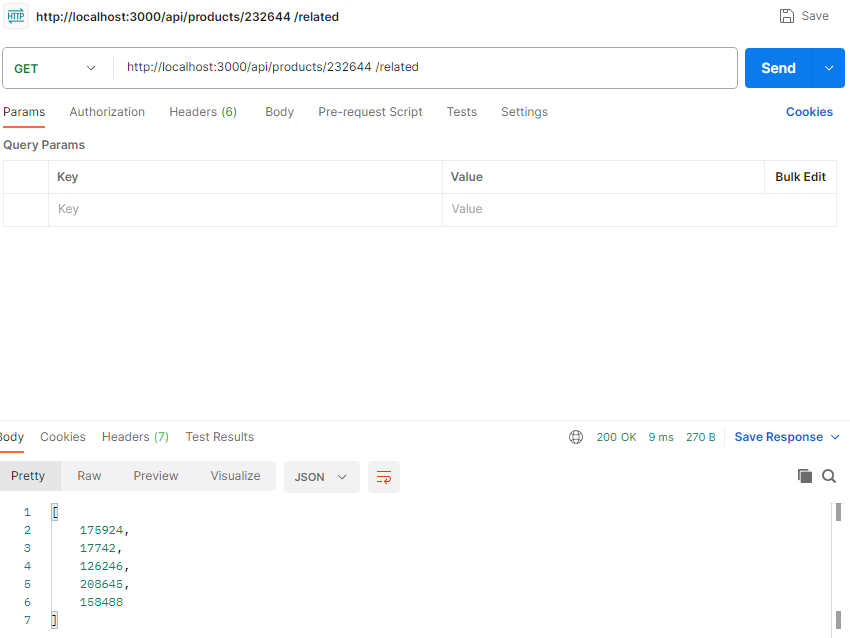 HTTP http://localhost:3000/api/products/232644 /related Save
GET http://localhost:3000/api/products/232644 /related Send
Params Authorization Headers (6) Body Pre-request Script Tests Settings Cookies
Query Params
Key Value Bulk Edit
Key Value
Body Cookies Headers (7) Test Results 200 OK 9 ms 270 B Save Response
Pretty Raw Preview Visualize JSON
1 [
2 175924,
3 17742,
4 126246,
5 208645,
6 158488
7 ]